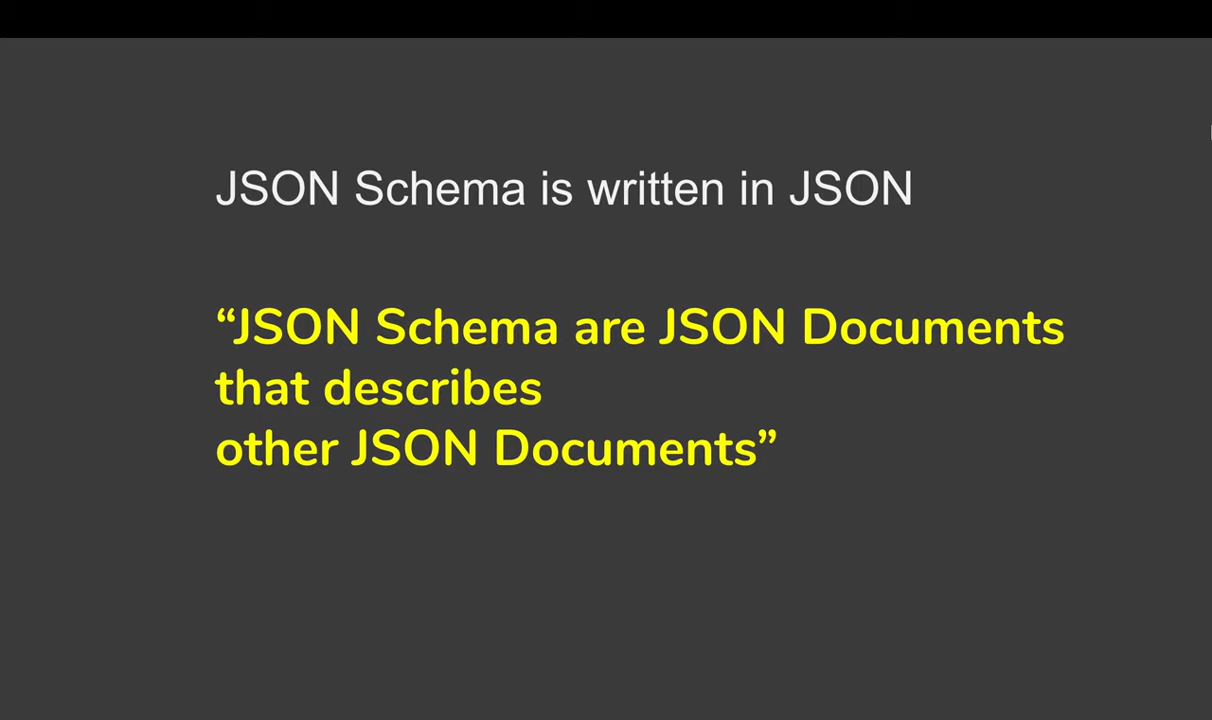 JSON Schema is written in JSON
“JSON Schema are JSON Documents
that describes
other JSON Documents”